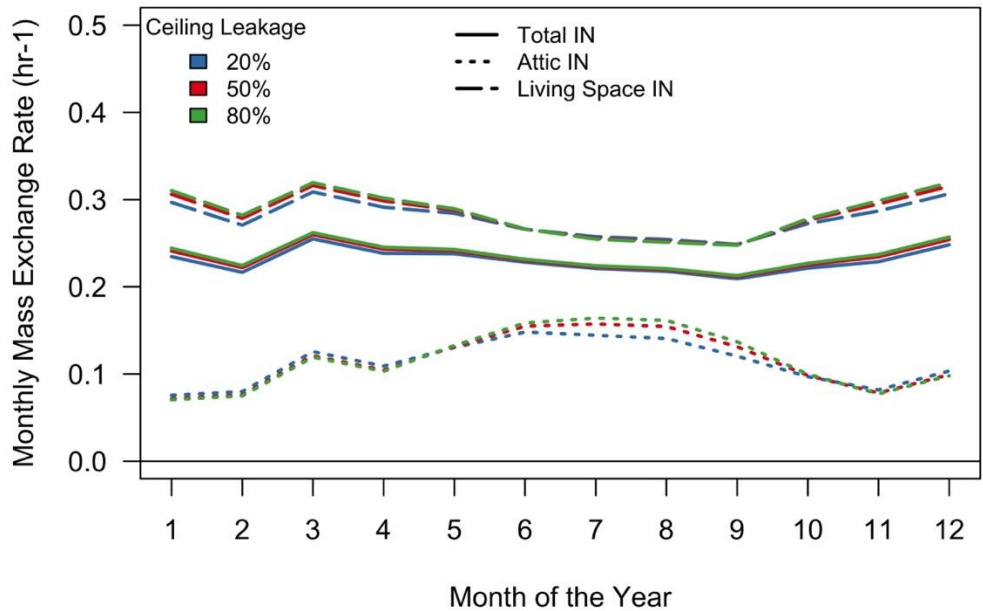 Monthly Mass Exchange Rate (hr-1)
0.5
0.4
0.3
0.2
0.1
0.0
Ceiling Leakage
20%
50%
80%
Total IN
Attic IN
Living Space IN
1 2 3 4 5 6 7 8 9 10 11 12
Month of the Year